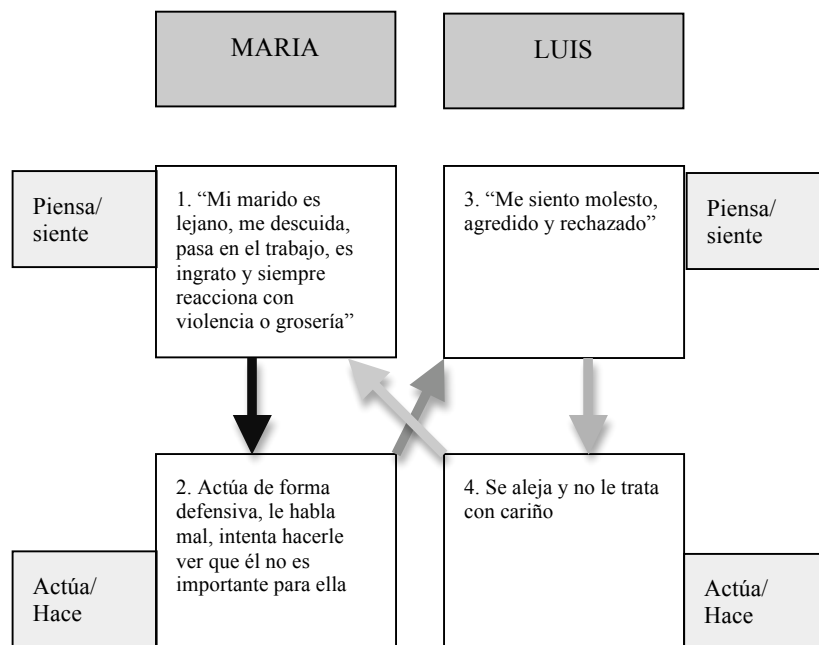 MARIA
LUIS
Piensa/
siente
1. “Mi marido es
lejano, me descuida,
pasa en el trabajo, es
ingrato y siempre
reacciona con
violencia o grosería”
3. “Me siento molesto,
agredido y rechazado”
Piensa/
siente
2. Actúa de forma
defensiva, le habla
mal, intenta hacerle
ver que él no es
importante para ella
4. Se aleja y no le trata
con cariño
Actúa/
Hace
Actúa/
Hace